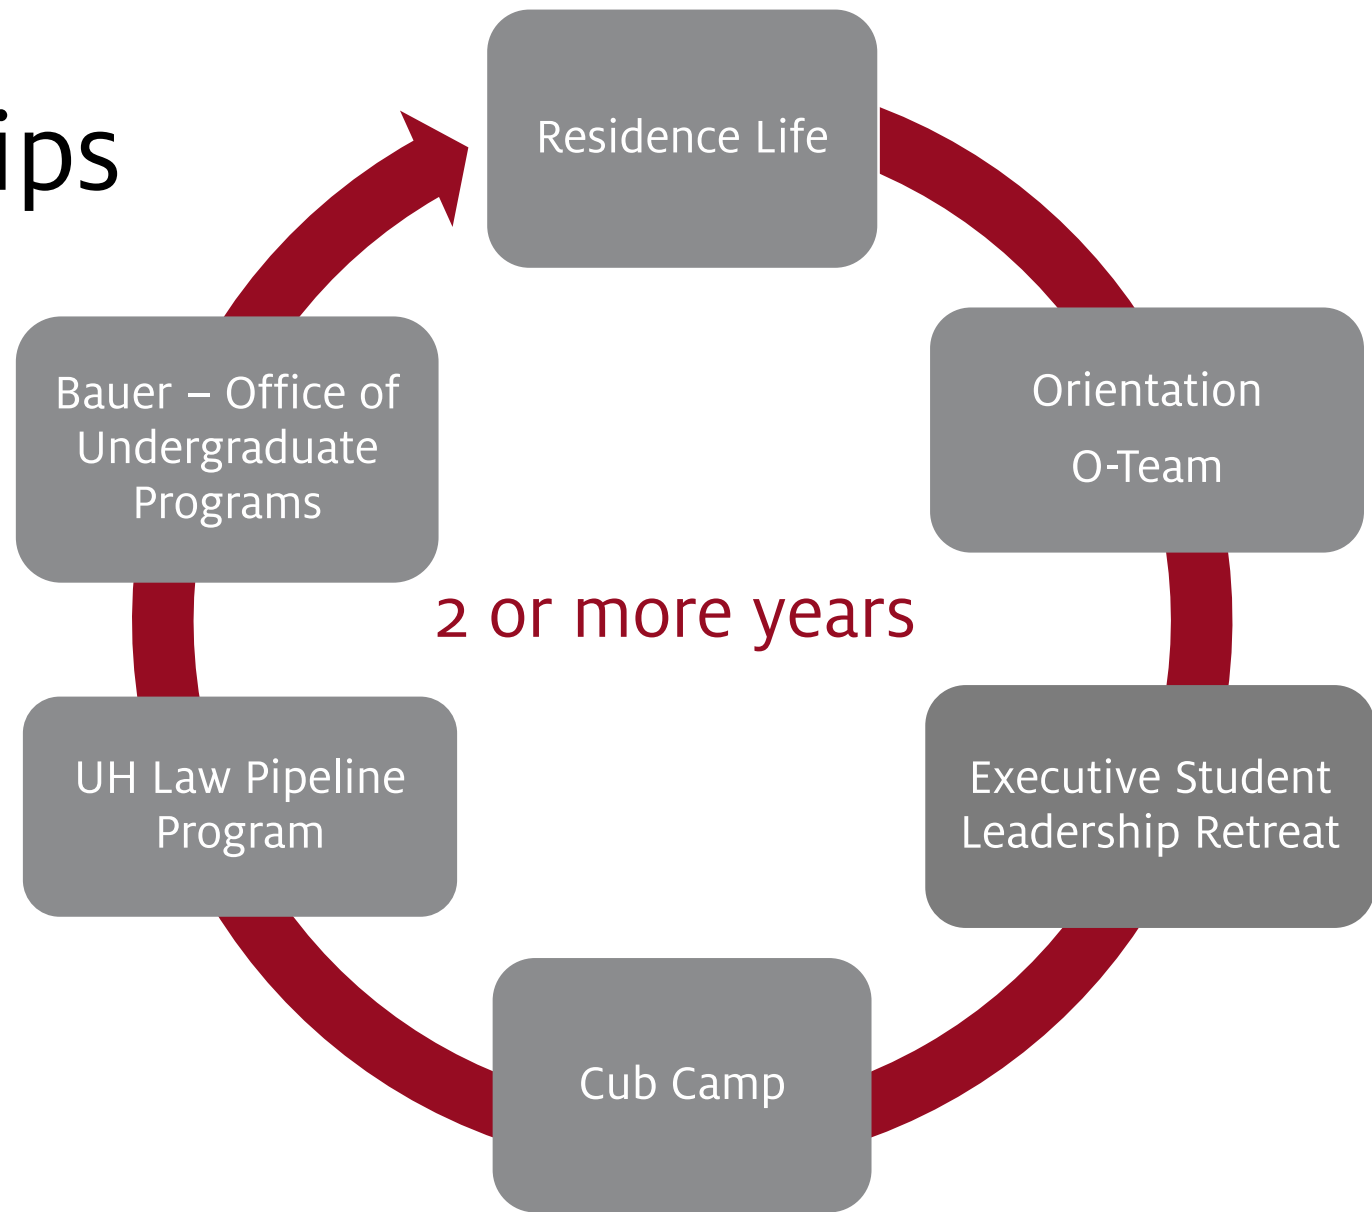 ips
Residence Life
Orientation
O-Team
Executive Student
Leadership Retreat
Cub Camp
UH Law Pipeline
Program
Bauer – Office of
Undergraduate
Programs
2 or more years